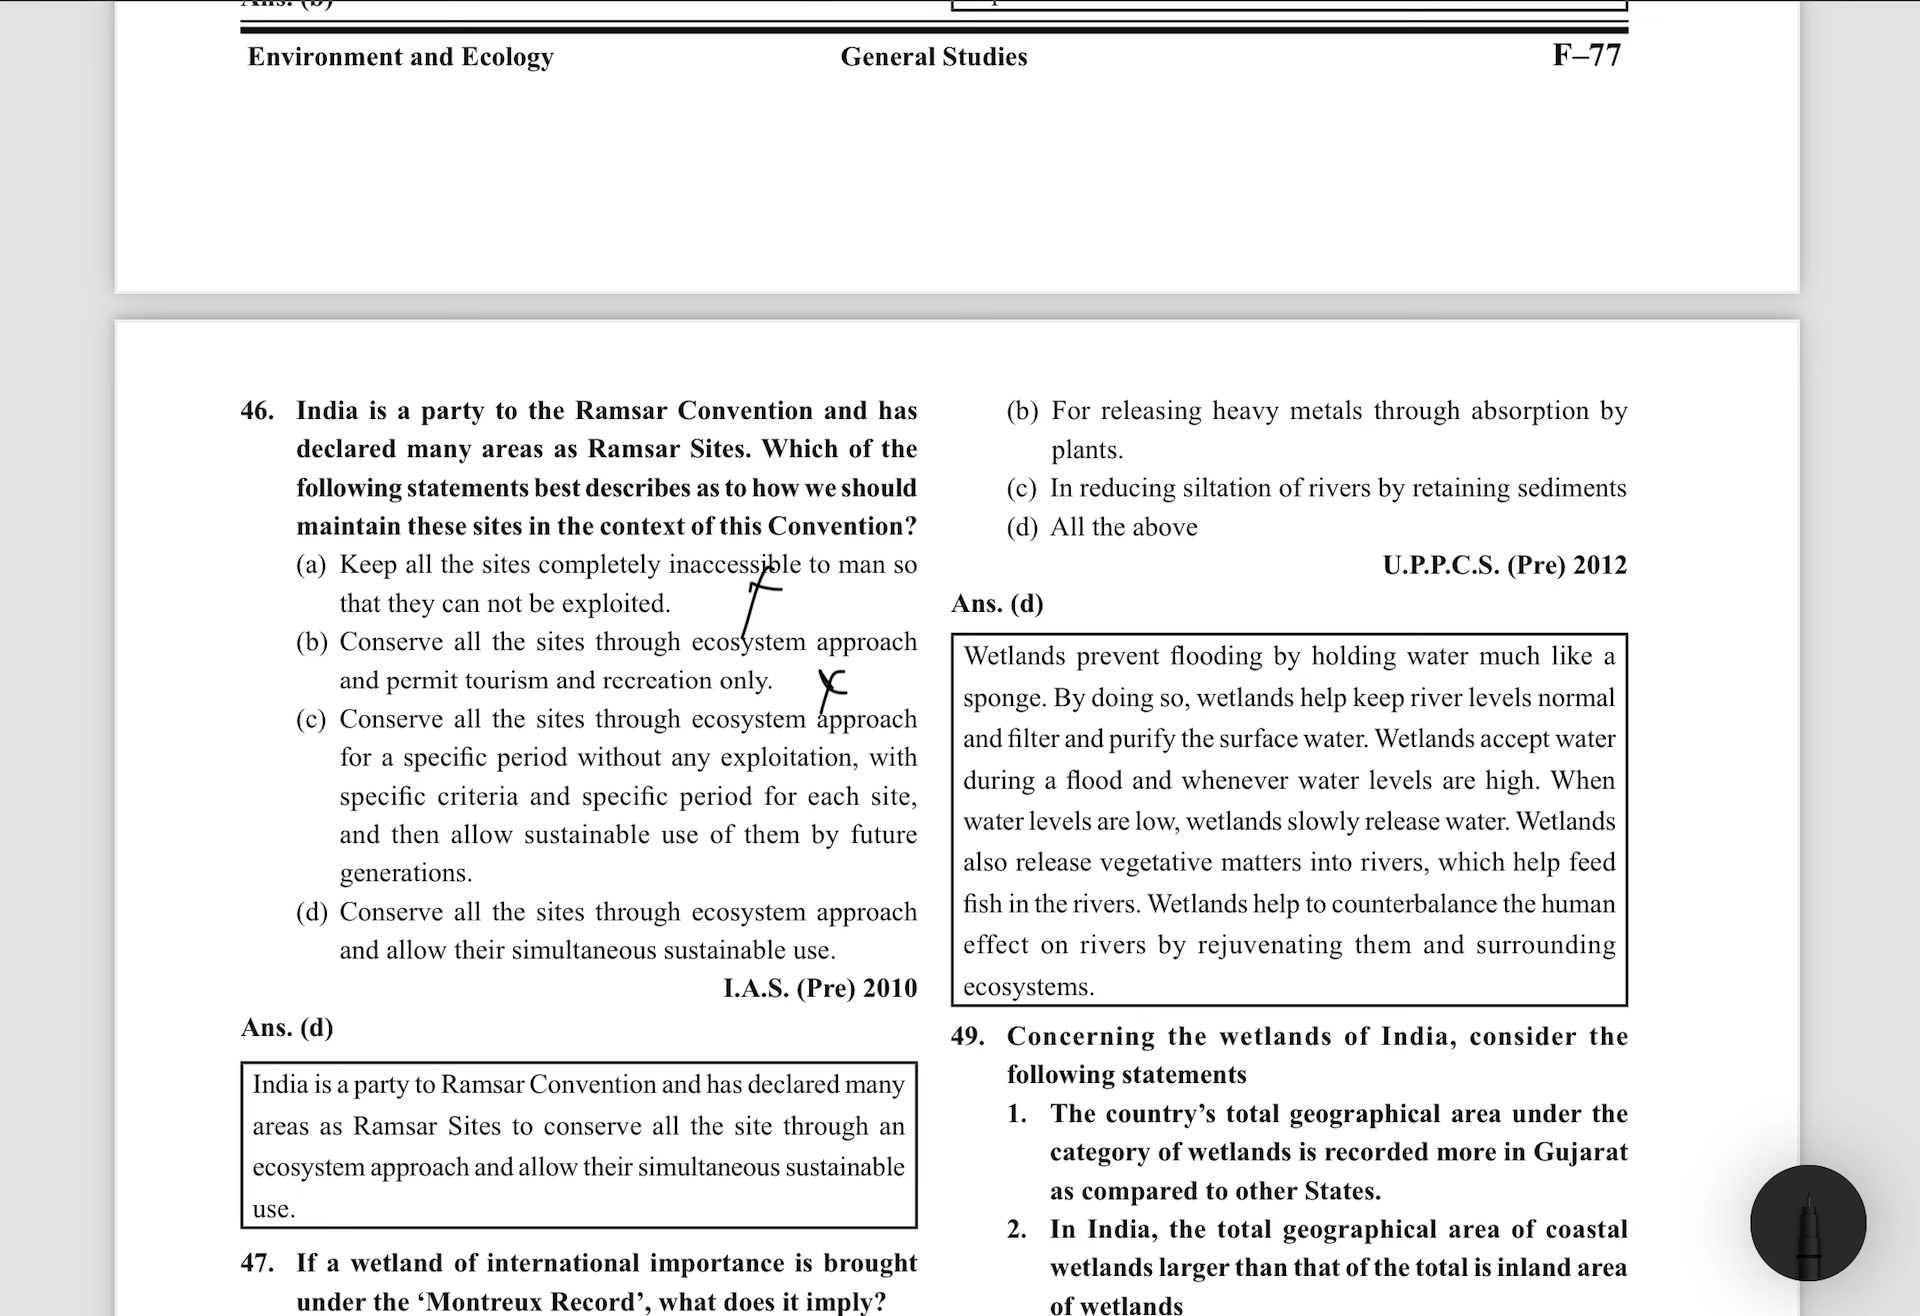 Ans. (b)
Environment and Ecology
General Studies
F–77
46. India is a party to the Ramsar Convention and has
declared many areas as Ramsar Sites. Which of the
following statements best describes as to how we should
maintain these sites in the context of this Convention?
(a) Keep all the sites completely inaccessible to man so
that they can not be exploited.
(b) Conserve all the sites through ecosystem approach
and permit tourism and recreation only.
(c) Conserve all the sites through ecosystem approach
for a specific period without any exploitation, with
specific criteria and specific period for each site,
and then allow sustainable use of them by future
generations.
(d) Conserve all the sites through ecosystem approach
and allow their simultaneous sustainable use.
I.A.S. (Pre) 2010
Ans. (d)
India is a party to Ramsar Convention and has declared many
areas as Ramsar Sites to conserve all the site through an
ecosystem approach and allow their simultaneous sustainable
use.
47. If a wetland of international importance is brought
under the ‘Montreux Record’, what does it imply?
(b) For releasing heavy metals through absorption by
plants.
(c) In reducing siltation of rivers by retaining sediments
(d) All the above
U.P.P.C.S. (Pre) 2012
Ans. (d)
Wetlands prevent flooding by holding water much like a
sponge. By doing so, wetlands help keep river levels normal
and filter and purify the surface water. Wetlands accept water
during a flood and whenever water levels are high. When
water levels are low, wetlands slowly release water. Wetlands
also release vegetative matters into rivers, which help feed
fish in the rivers. Wetlands help to counterbalance the human
effect on rivers by rejuvenating them and surrounding
ecosystems.
49. Concerning the wetlands of India, consider the
following statements
1. The country’s total geographical area under the
category of wetlands is recorded more in Gujarat
as compared to other States.
2. In India, the total geographical area of coastal
wetlands larger than that of the total is inland area
of wetlands